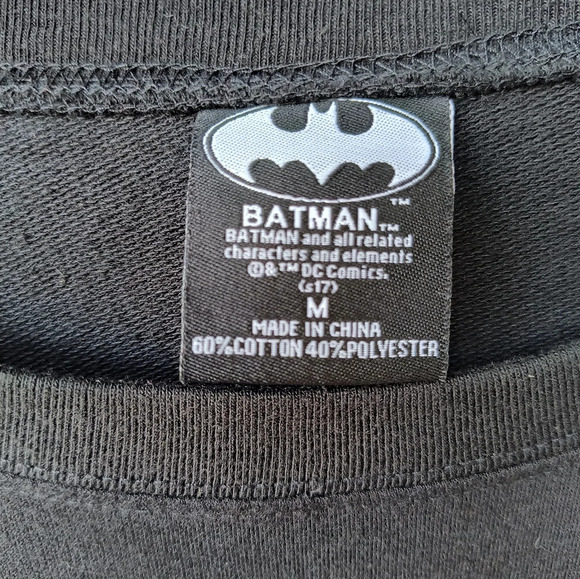 ™
BATMAN™
BATMAN and all related
characters and elements
©&™ DC Comics.
(s17)
M
MADE IN CHINA
60%COTTON 40%POLYESTER